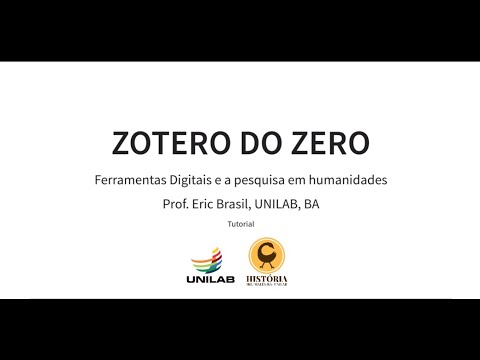 ZOTERO DO ZERO
Ferramentas Digitais e a pesquisa em humanidades
Prof. Eric Brasil, UNILAB, BA
Tutorial
UNILAB
HISTÓRIA